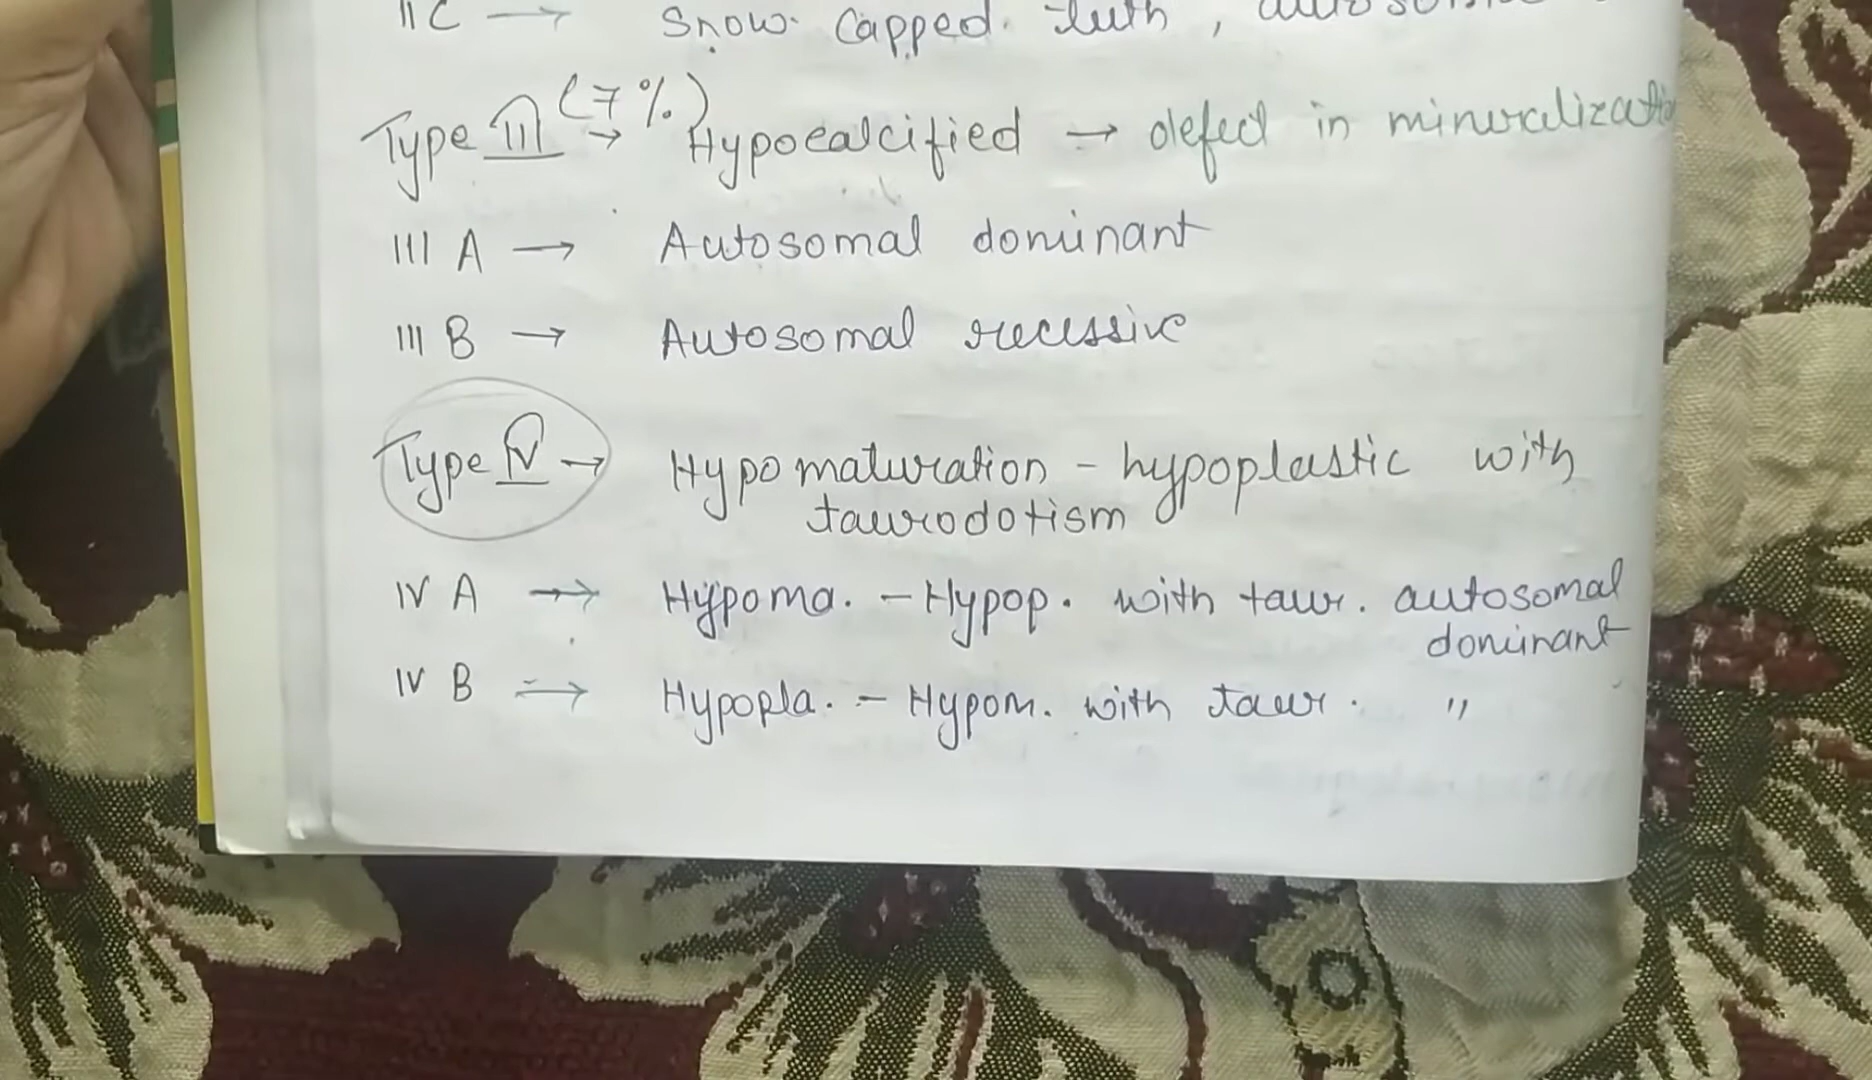 IIC → Snow capped teeth,
Type III (7%) → Hypocalcified → defect in mineralizatio
III A → Autosomal dominant
III B → Autosomal recessive
Type IV → Hypomaturation - hypoplastic with
taurodotism
IV A → Hypoma. - Hypop. with taur. autosomal
dominant
IV B → Hypopla. - Hypom. with taur. "